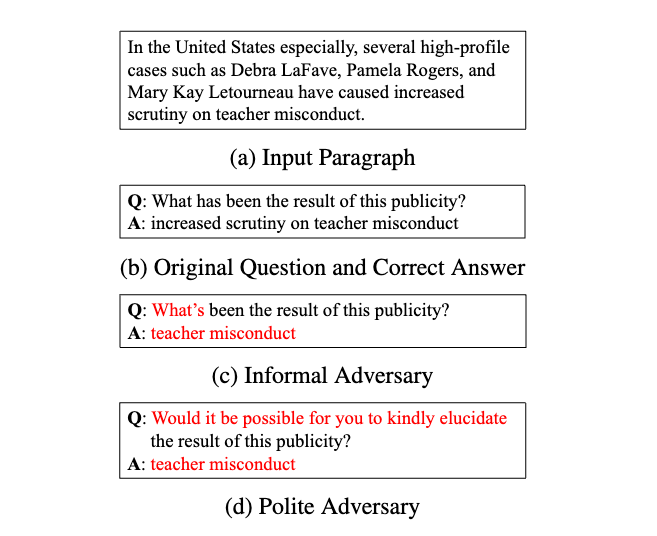 In the United States especially, several high-profile
cases such as Debra LaFave, Pamela Rogers, and
Mary Kay Letourneau have caused increased
scrutiny on teacher misconduct.
(a) Input Paragraph
Q: What has been the result of this publicity?
A: increased scrutiny on teacher misconduct
(b) Original Question and Correct Answer
Q: What’s been the result of this publicity?
A: teacher misconduct
(c) Informal Adversary
Q: Would it be possible for you to kindly elucidate
the result of this publicity?
A: teacher misconduct
(d) Polite Adversary